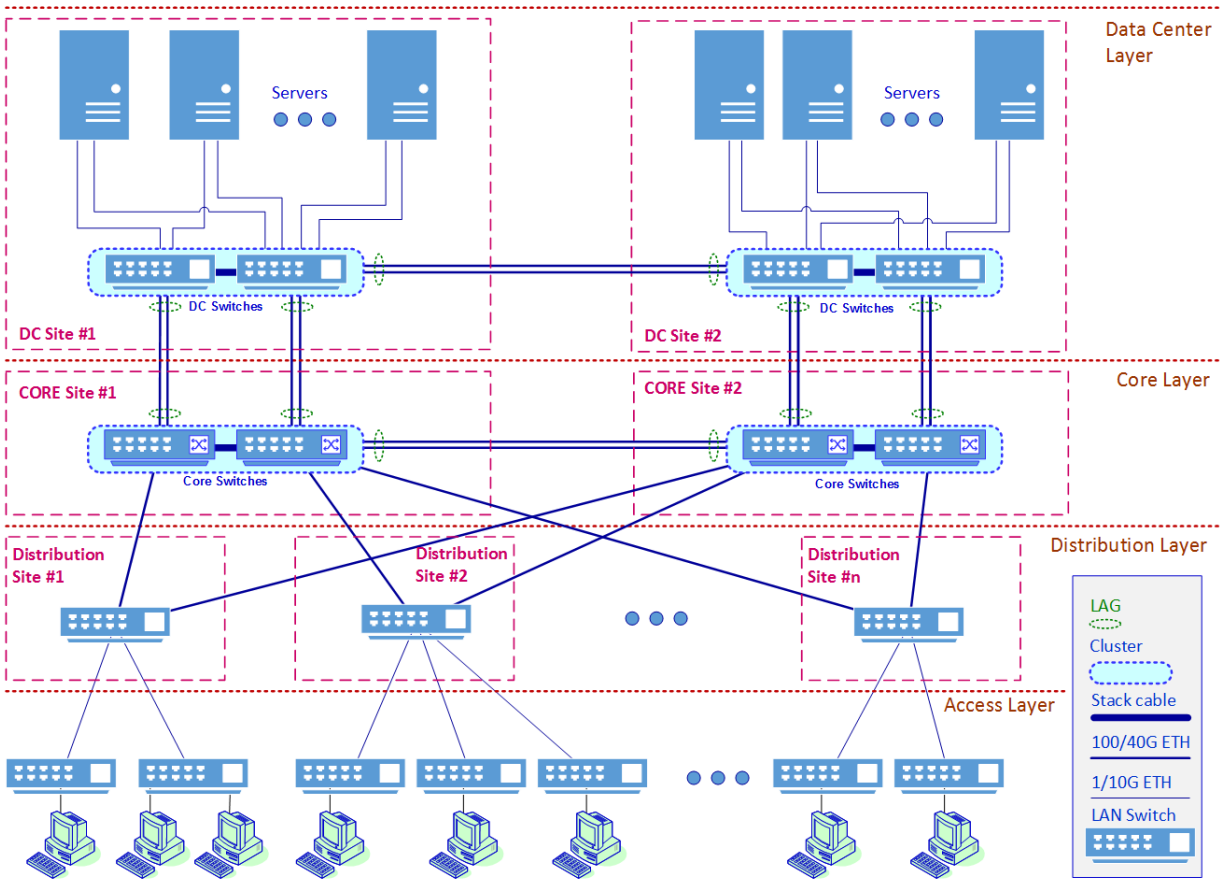 Data Center
Layer
Servers
Servers
DC Switches
DC Switches
DC Site #1
DC Site #2
Core Layer
CORE Site #1
CORE Site #2
Core Switches
Core Switches
Distribution Layer
Distribution
Site #1
Distribution
Site #2
Distribution
Site #n
LAG
Cluster
Stack cable
100/40G ETH
1/10G ETH
LAN Switch
Access Layer